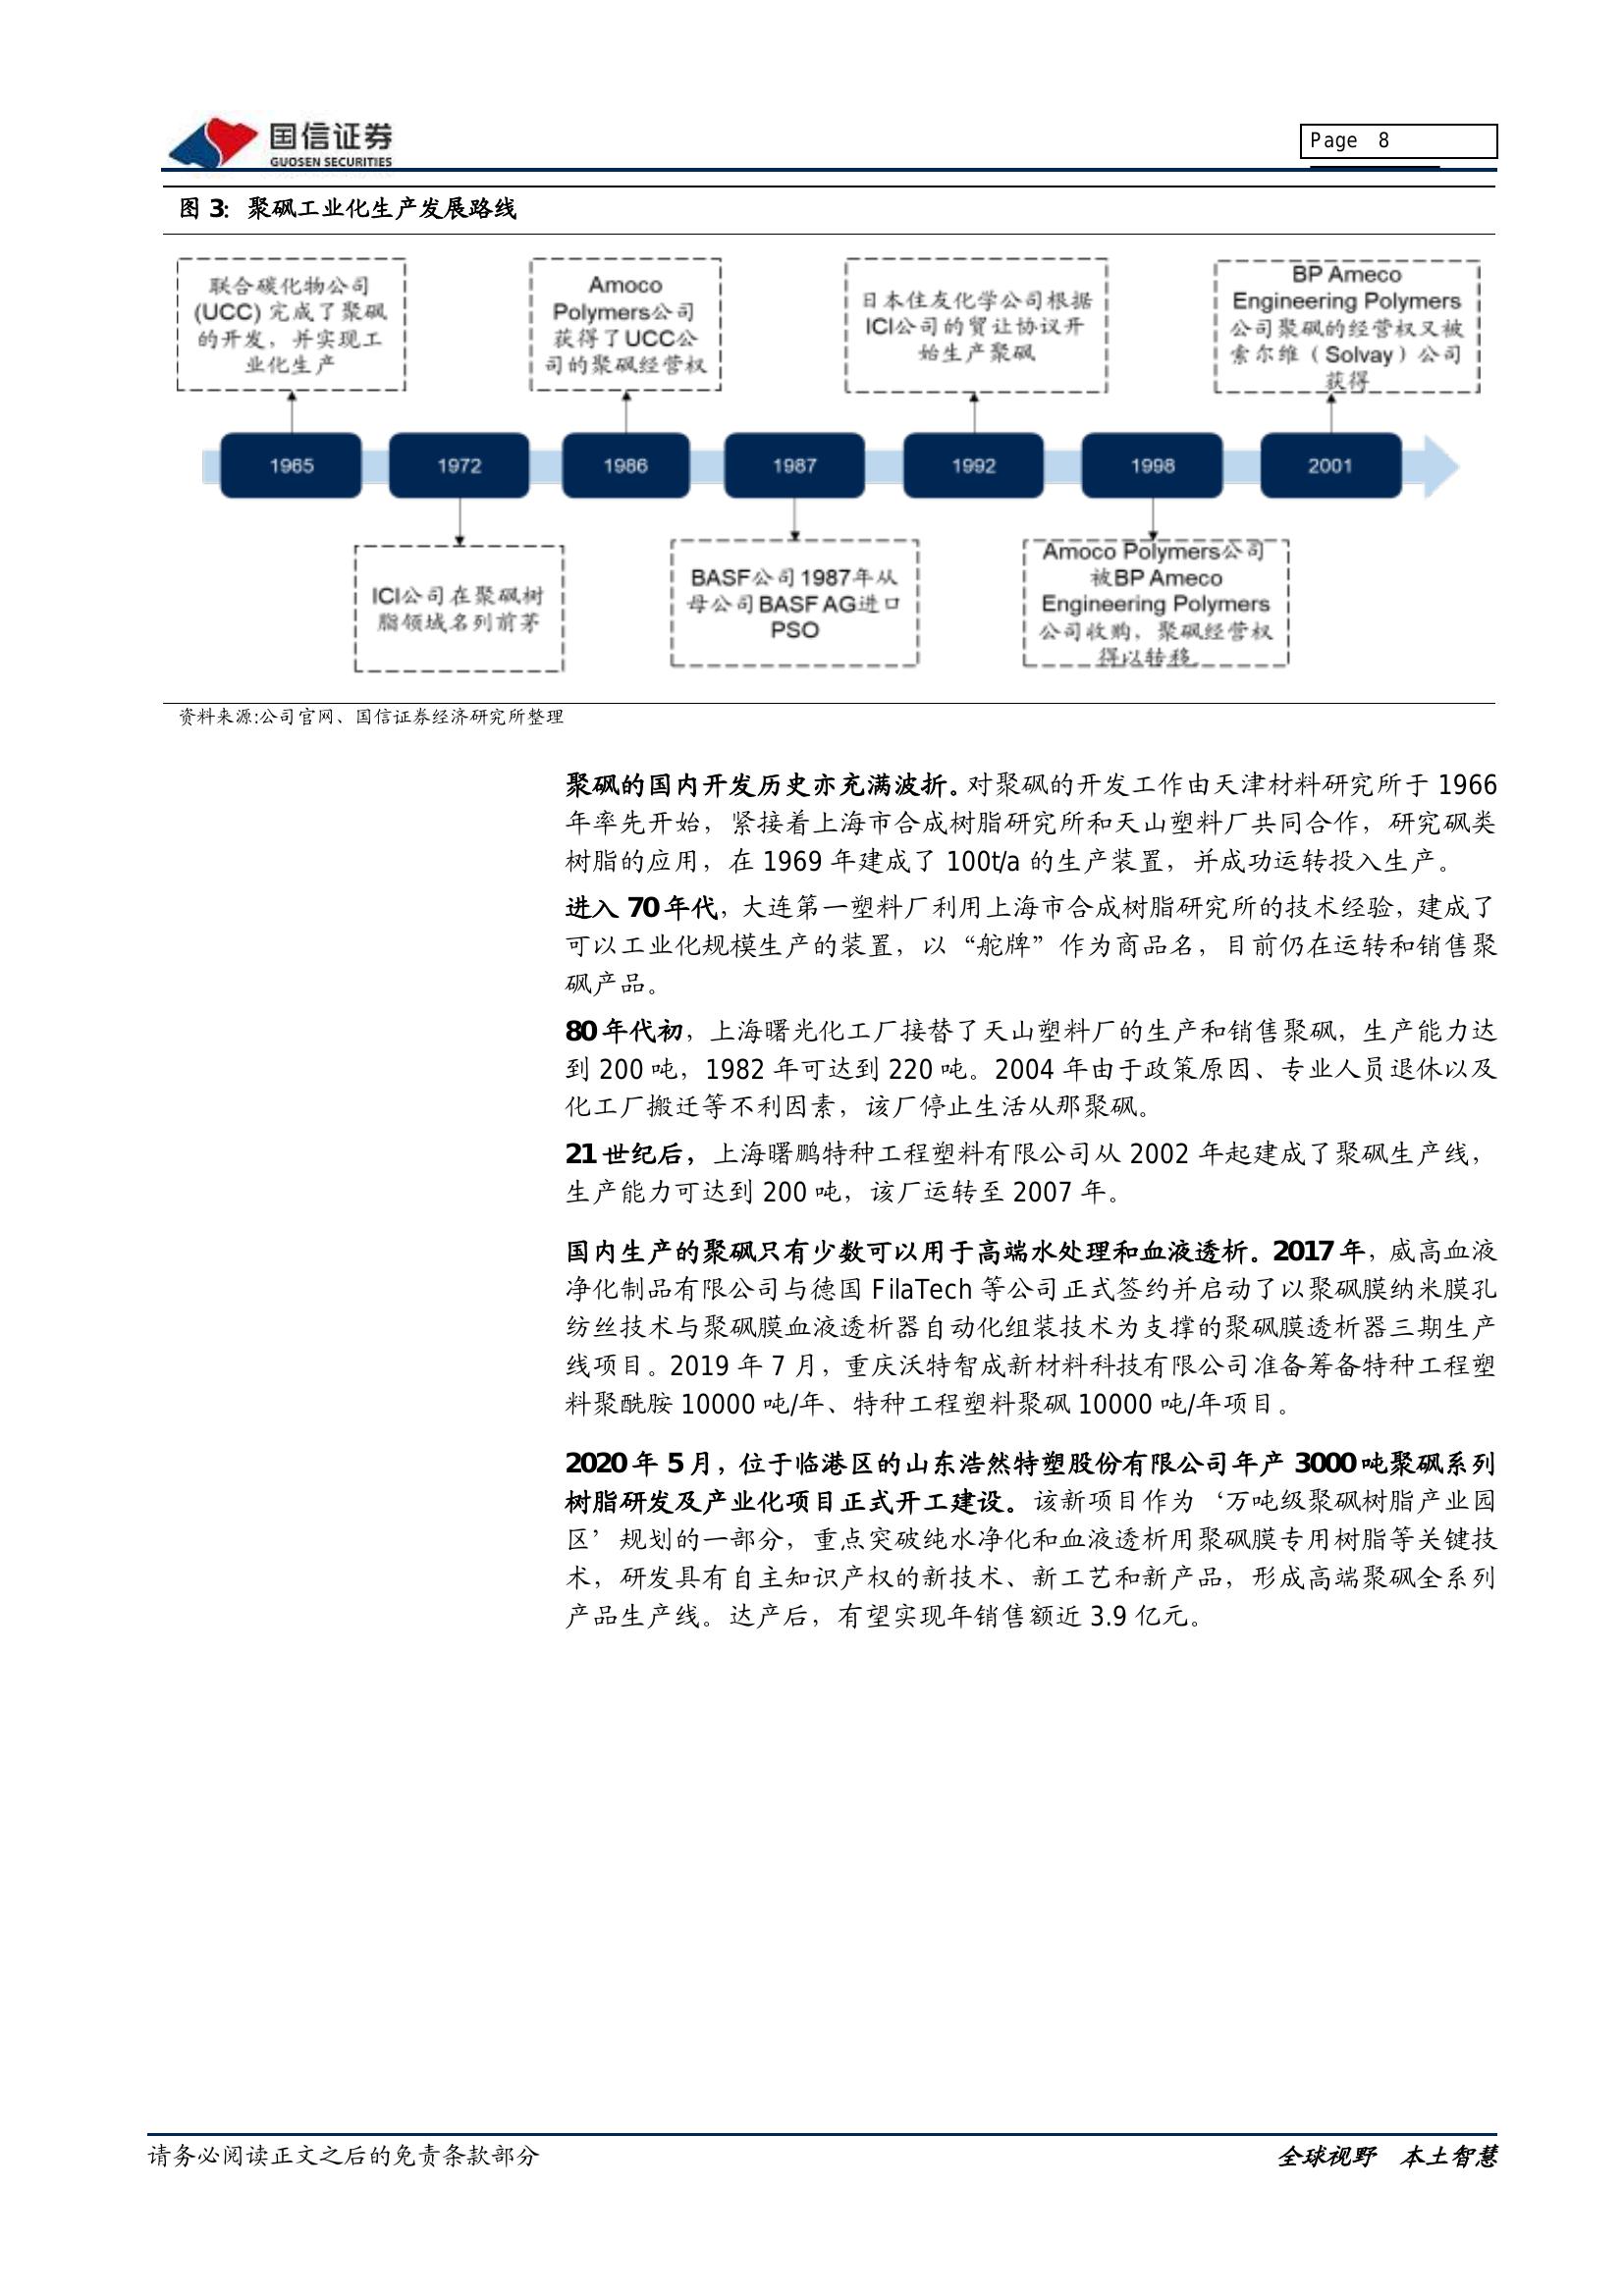 国信证券
GUOSEN SECURITIES
Page 8
图 3: 聚砜工业化生产发展路线
联合碳化物公司
(UCC) 完成了聚砜
的开发，并实现工
业化生产
Amoco
Polymers公司
获得了UCC公
司的聚砜经营权
日本住友化学公司根据
ICI公司的贸让协议开
始生产聚砜
BP Ameco
Engineering Polymers
公司聚砜的经营权又被
索尔维（Solvay）公司
获得
1965
1972
1986
1987
1992
1998
2001
ICI公司在聚砜树
脂领域名列前茅
BASF公司1987年从
母公司BASF AG进口
PSO
Amoco Polymers公司
被BP Ameco
Engineering Polymers
公司收购，聚砜经营权
得以转移
资料来源:公司官网、国信证券经济研究所整理
聚砜的国内开发历史亦充满波折。对聚砜的开发工作由天津材料研究所于 1966
年率先开始，紧接着上海市合成树脂研究所和天山塑料厂共同合作，研究砜类
树脂的应用，在 1969 年建成了 100t/a 的生产装置，并成功运转投入生产。
进入 70 年代，大连第一塑料厂利用上海市合成树脂研究所的技术经验，建成了
可以工业化规模生产的装置，以“舵牌”作为商品名，目前仍在运转和销售聚
砜产品。
80 年代初，上海曙光化工厂接替了天山塑料厂的生产和销售聚砜，生产能力达
到 200 吨，1982 年可达到 220 吨。2004 年由于政策原因、专业人员退休以及
化工厂搬迁等不利因素，该厂停止生活从那聚砜。
21 世纪后，上海曙鹏特种工程塑料有限公司从 2002 年起建成了聚砜生产线，
生产能力可达到 200 吨，该厂运转至 2007 年。
国内生产的聚砜只有少数可以用于高端水处理和血液透析。2017 年，威高血液
净化制品有限公司与德国 FilaTech 等公司正式签约并启动了以聚砜膜纳米膜孔
纺丝技术与聚砜膜血液透析器自动化组装技术为支撑的聚砜膜透析器三期生产
线项目。2019 年 7 月，重庆沃特智成新材料科技有限公司准备筹备特种工程塑
料聚酰胺 10000 吨/年、特种工程塑料聚砜 10000 吨/年项目。
2020 年 5 月，位于临港区的山东浩然特塑股份有限公司年产 3000 吨聚砜系列
树脂研发及产业化项目正式开工建设。该新项目作为‘万吨级聚砜树脂产业园
区’规划的一部分，重点突破纯水净化和血液透析用聚砜膜专用树脂等关键技
术，研发具有自主知识产权的新技术、新工艺和新产品，形成高端聚砜全系列
产品生产线。达产后，有望实现年销售额近 3.9 亿元。
请务必阅读正文之后的免责条款部分
全球视野 本土智慧